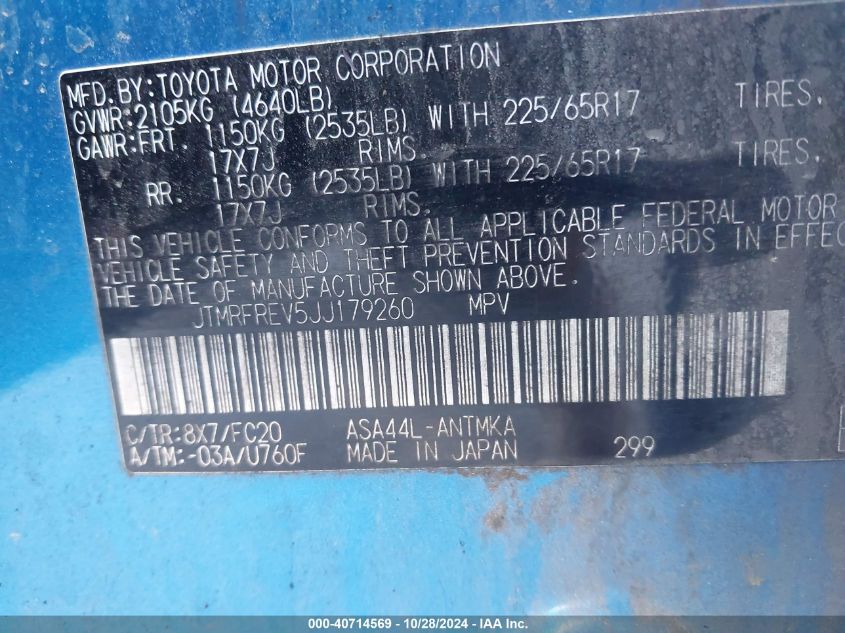 MFD. BY: TOYOTA MOTOR CORPORATION
GVWR: 2105KG (4640LB)
GAWR: FRT. 1150KG (2535LB) WITH 225/65R17 TIRES,
17X7J RIMS.
RR. 1150KG (2535LB) WITH 225/65R17 TIRES,
17X7J RIMS.
THIS VEHICLE CONFORMS TO ALL APPLICABLE FEDERAL MOTOR
VEHICLE SAFETY AND THEFT PREVENTION STANDARDS IN EFFEC
THE DATE OF MANUFACTURE SHOWN ABOVE.
JTMRFREV5JJ179260 MPV
C/TR: 8X7/FC20 ASA44L-ANTMKA
A/TM: -03A/U760F MADE IN JAPAN 299
000-40714569 - 10/28/2024 - IAA Inc.